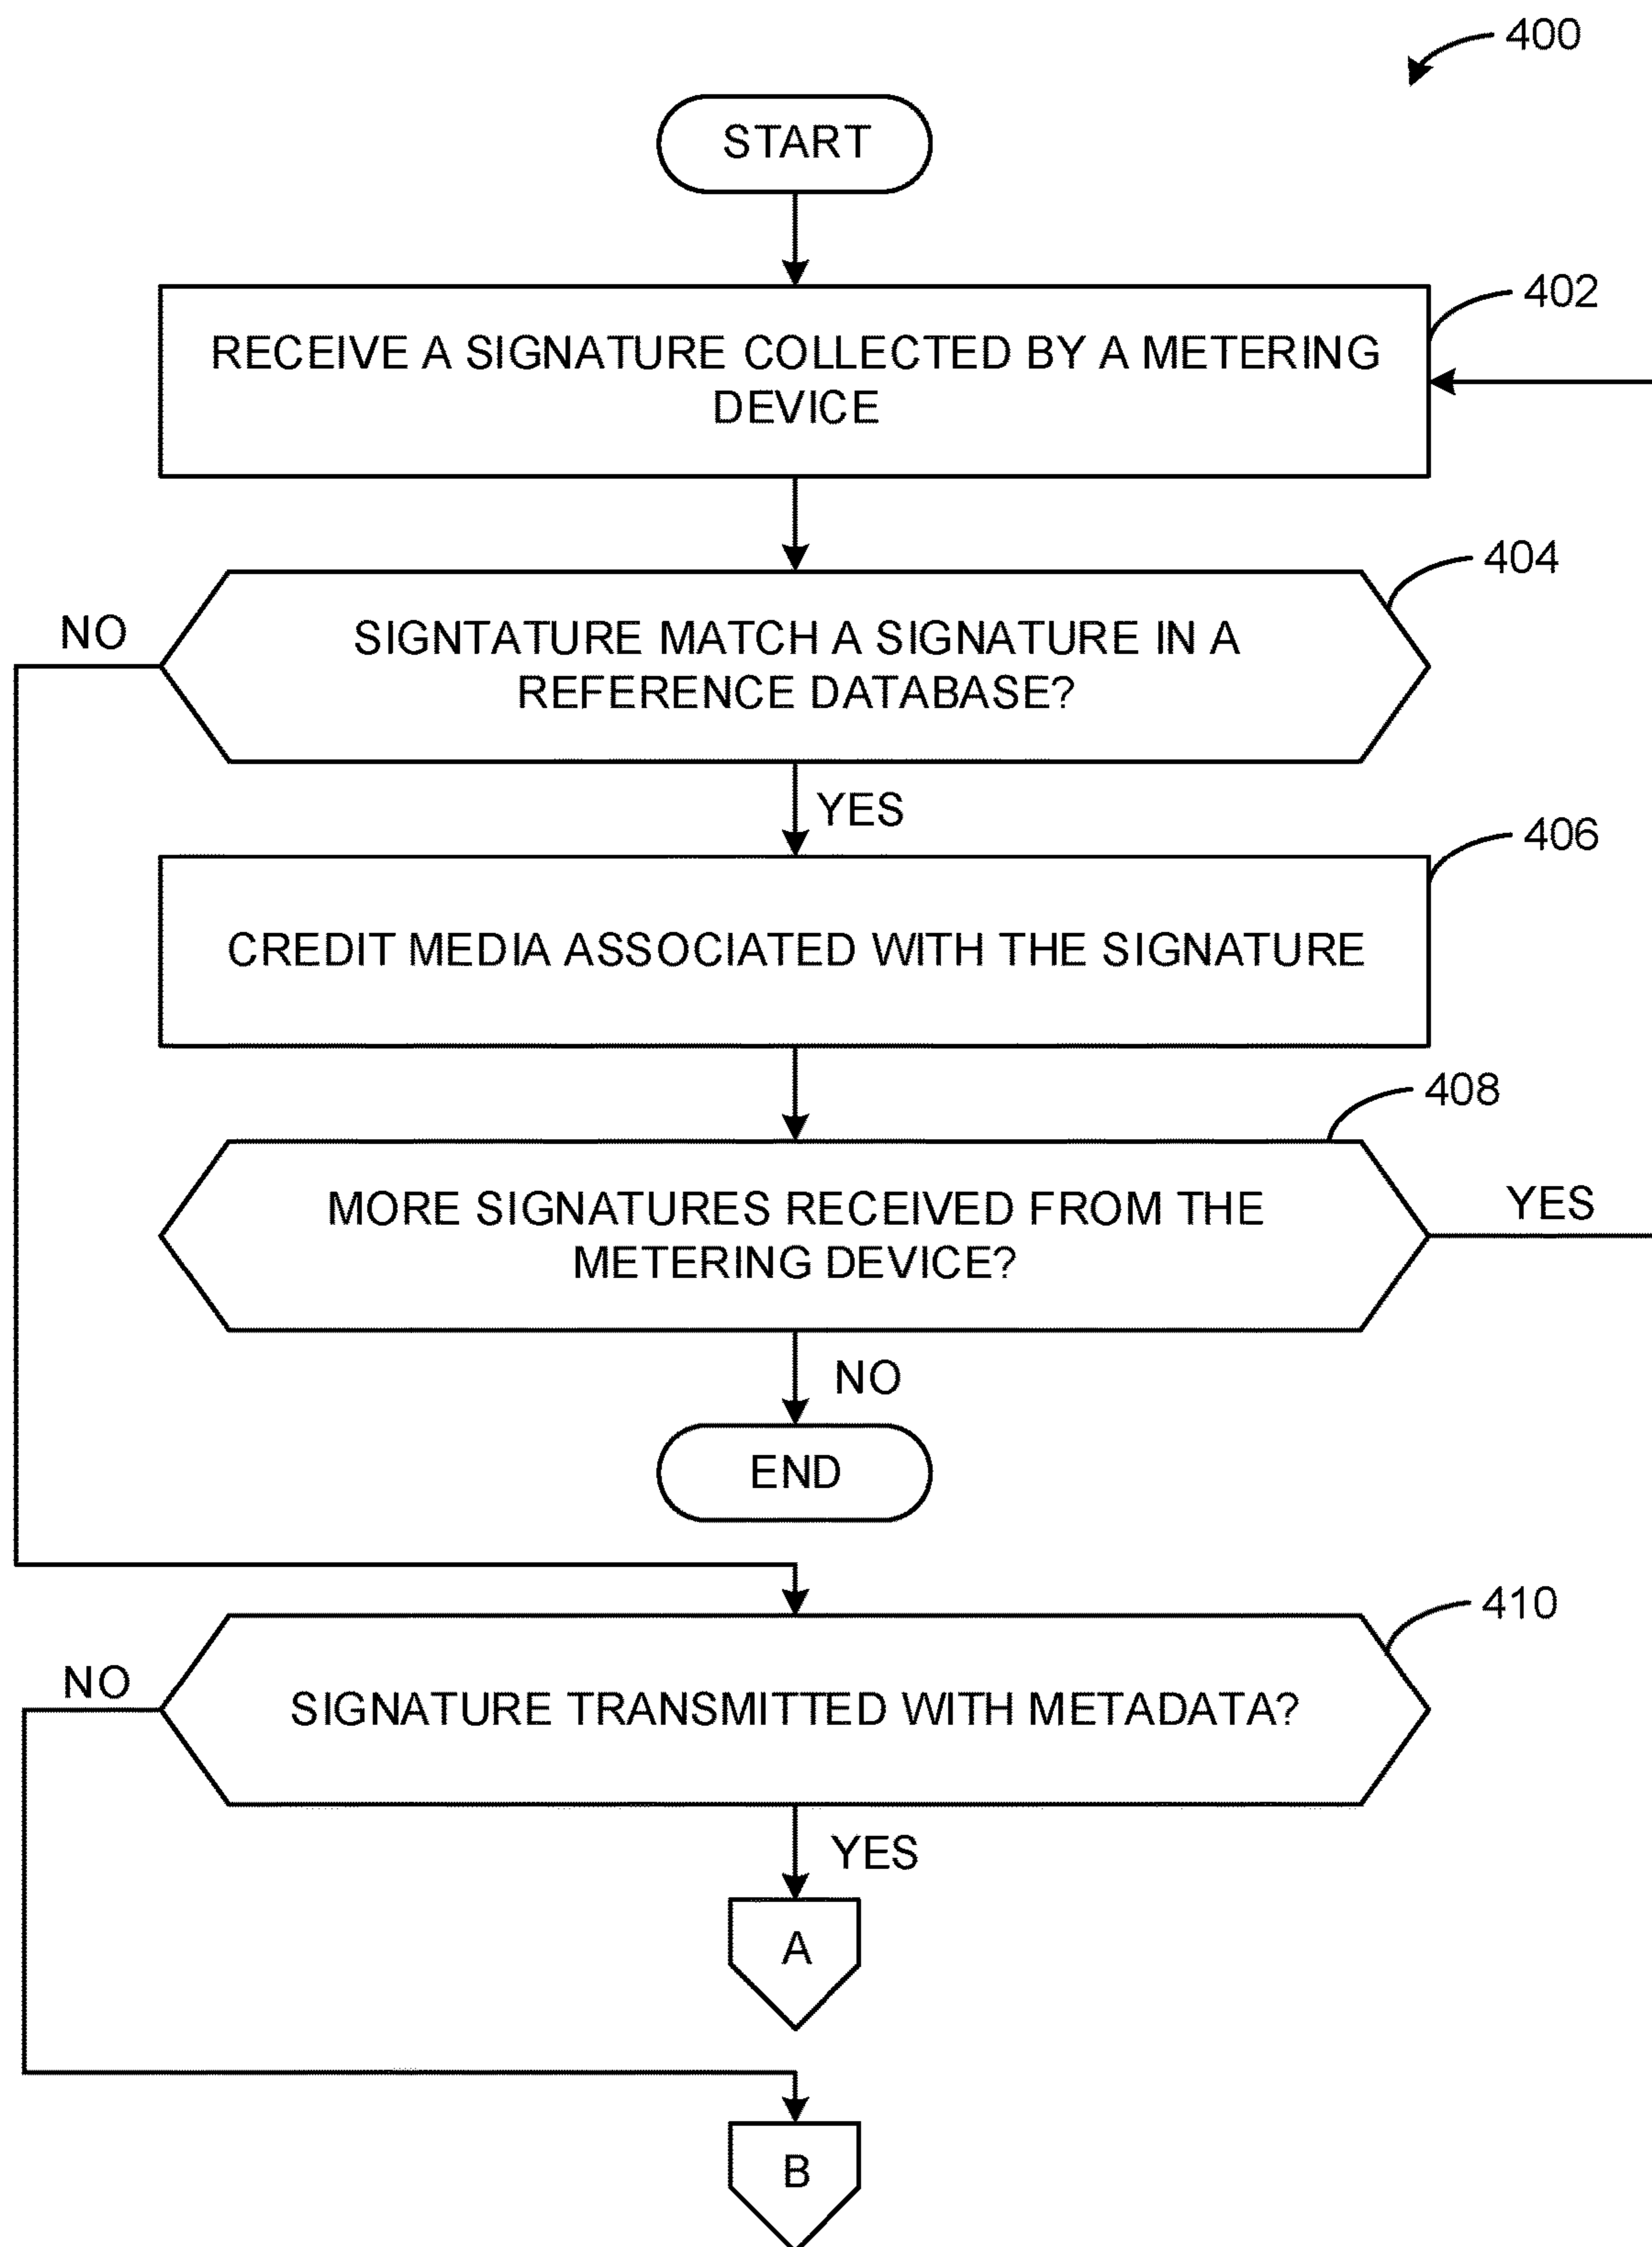 400
START
402
RECEIVE A SIGNATURE COLLECTED BY A METERING
DEVICE
404
NO
SIGNTATURE MATCH A SIGNATURE IN A
REFERENCE DATABASE?
YES
406
CREDIT MEDIA ASSOCIATED WITH THE SIGNATURE
408
MORE SIGNATURES RECEIVED FROM THE
METERING DEVICE?
YES
NO
END
410
NO
SIGNATURE TRANSMITTED WITH METADATA?
YES
A
B